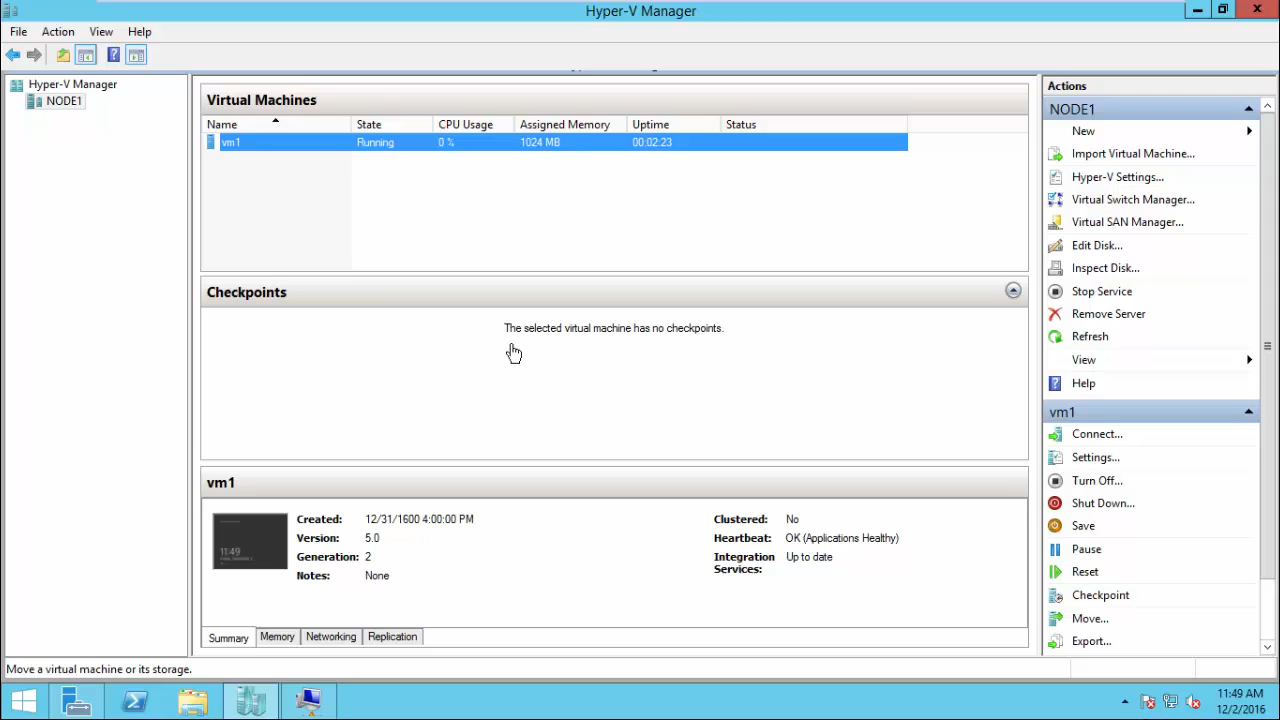 Hyper-V Manager
File Action View Help
Hyper-V Manager
NODE1
Virtual Machines
Name State CPU Usage Assigned Memory Uptime Status
vm1 Running 0 % 1024 MB 00:02:23
Checkpoints
The selected virtual machine has no checkpoints.
vm1
Created: 12/31/1600 4:00:00 PM Clustered: No
Version: 5.0 Heartbeat: OK (Applications Healthy)
Generation: 2 Integration Services: Up to date
Notes: None
11:49
Summary Memory Networking Replication
Actions
NODE1
New
Import Virtual Machine...
Hyper-V Settings...
Virtual Switch Manager...
Virtual SAN Manager...
Edit Disk...
Inspect Disk...
Stop Service
Remove Server
Refresh
View
Help
vm1
Connect...
Settings...
Turn Off...
Shut Down...
Save
Pause
Reset
Checkpoint
Move...
Export...
Move a virtual machine or its storage.
11:49 AM
12/2/2016